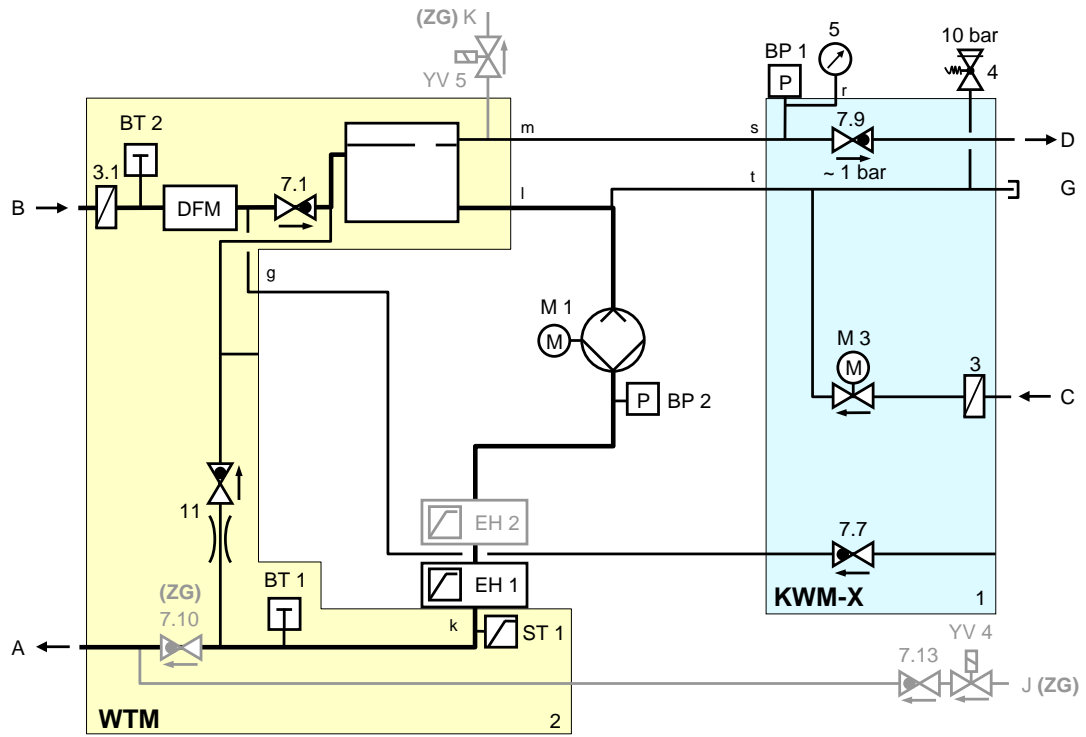 (ZG) K
YV 5
5
BP 1
P
r
10 bar
4
BT 2
T
m
s
7.9
D
3.1
7.1
~ 1 bar
B
DFM
l
t
G
g
M 1
M
M 3
M
3
P
BP 2
C
11
EH 2
7.7
BT 1
T
EH 1
KWM-X
1
(ZG)
7.10
k
ST 1
YV 4
A
7.13
J (ZG)
WTM
2